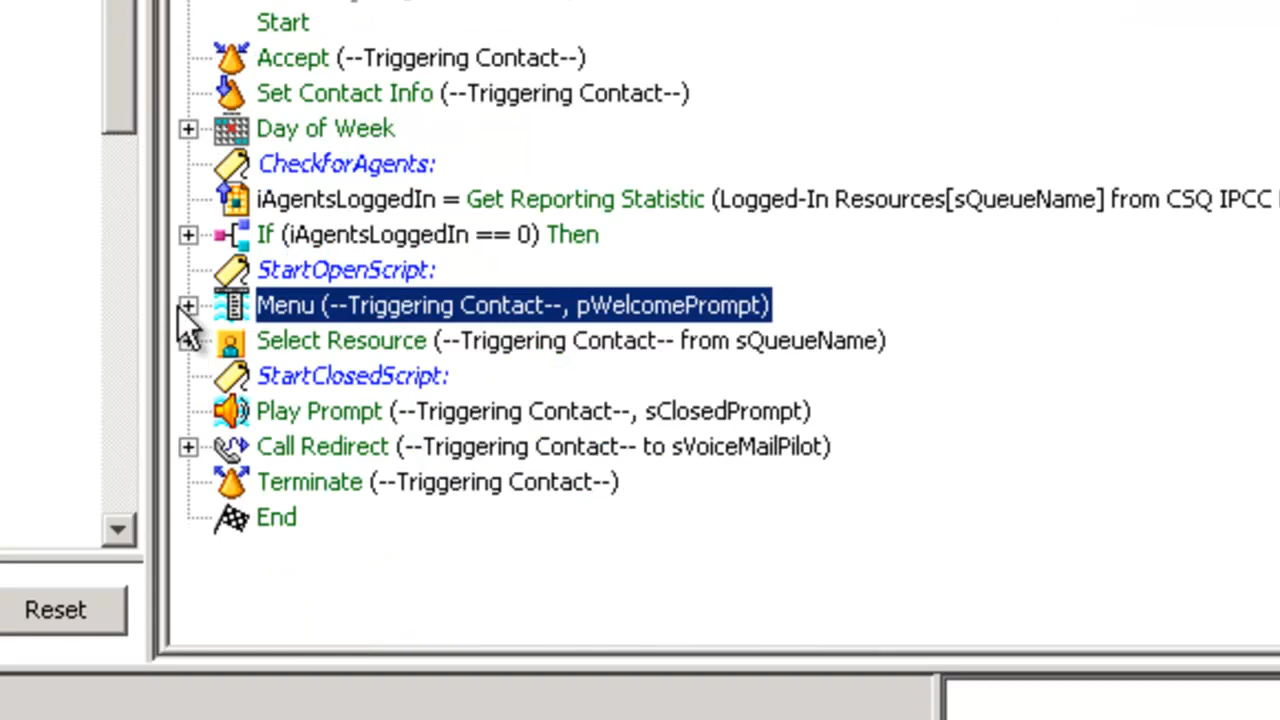 Start
Accept (--Triggering Contact--)
Set Contact Info (--Triggering Contact--)
Day of Week
CheckforAgents:
iAgentsLoggedIn = Get Reporting Statistic (Logged-In Resources[sQueueName] from CSQ IPCC
If (iAgentsLoggedIn == 0) Then
StartOpenScript:
Menu (--Triggering Contact--, pWelcomePrompt)
Select Resource (--Triggering Contact-- from sQueueName)
StartClosedScript:
Play Prompt (--Triggering Contact--, sClosedPrompt)
Call Redirect (--Triggering Contact-- to sVoiceMailPilot)
Terminate (--Triggering Contact--)
End
Reset